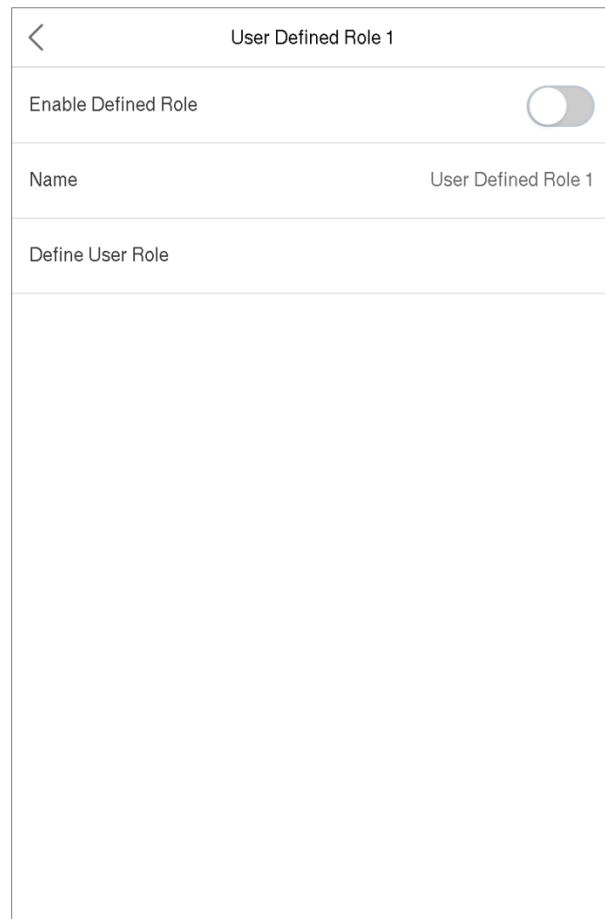 User Defined Role 1
Enable Defined Role
Name User Defined Role 1
Define User Role